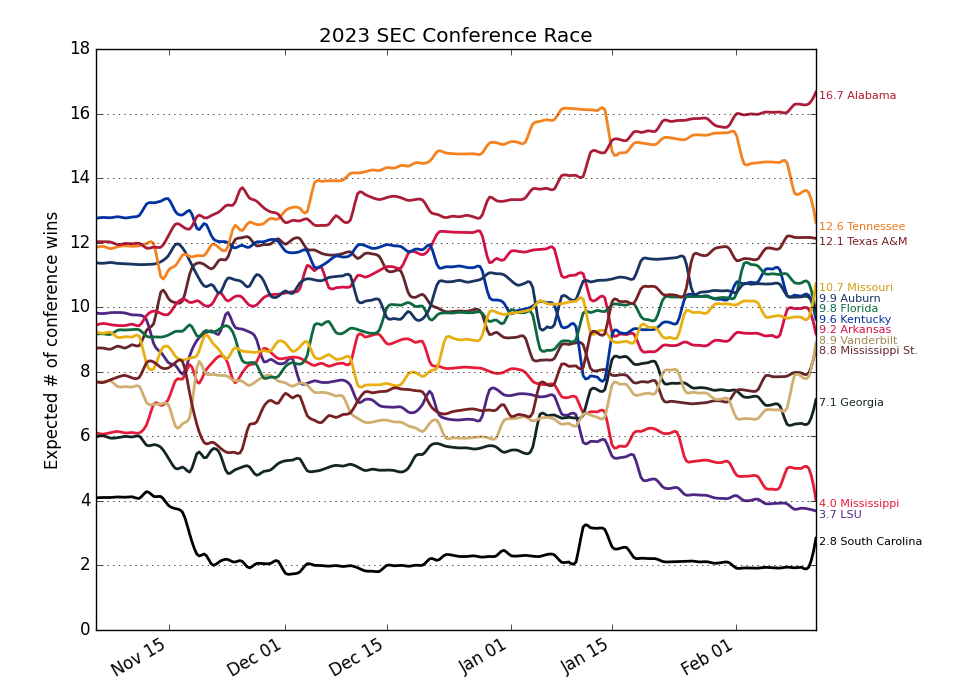 2023 SEC Conference Race
Expected # of conference wins
18
16
14
12
10
8
6
4
2
0
Nov 15
Dec 01
Dec 15
Jan 01
Jan 15
Feb 01
16.7 Alabama
12.6 Tennessee
12.1 Texas A&M
10.7 Missouri
9.9 Auburn
9.8 Florida
9.6 Kentucky
9.2 Arkansas
8.9 Vanderbilt
8.8 Mississippi St.
7.1 Georgia
4.0 Mississippi
3.7 LSU
2.8 South Carolina